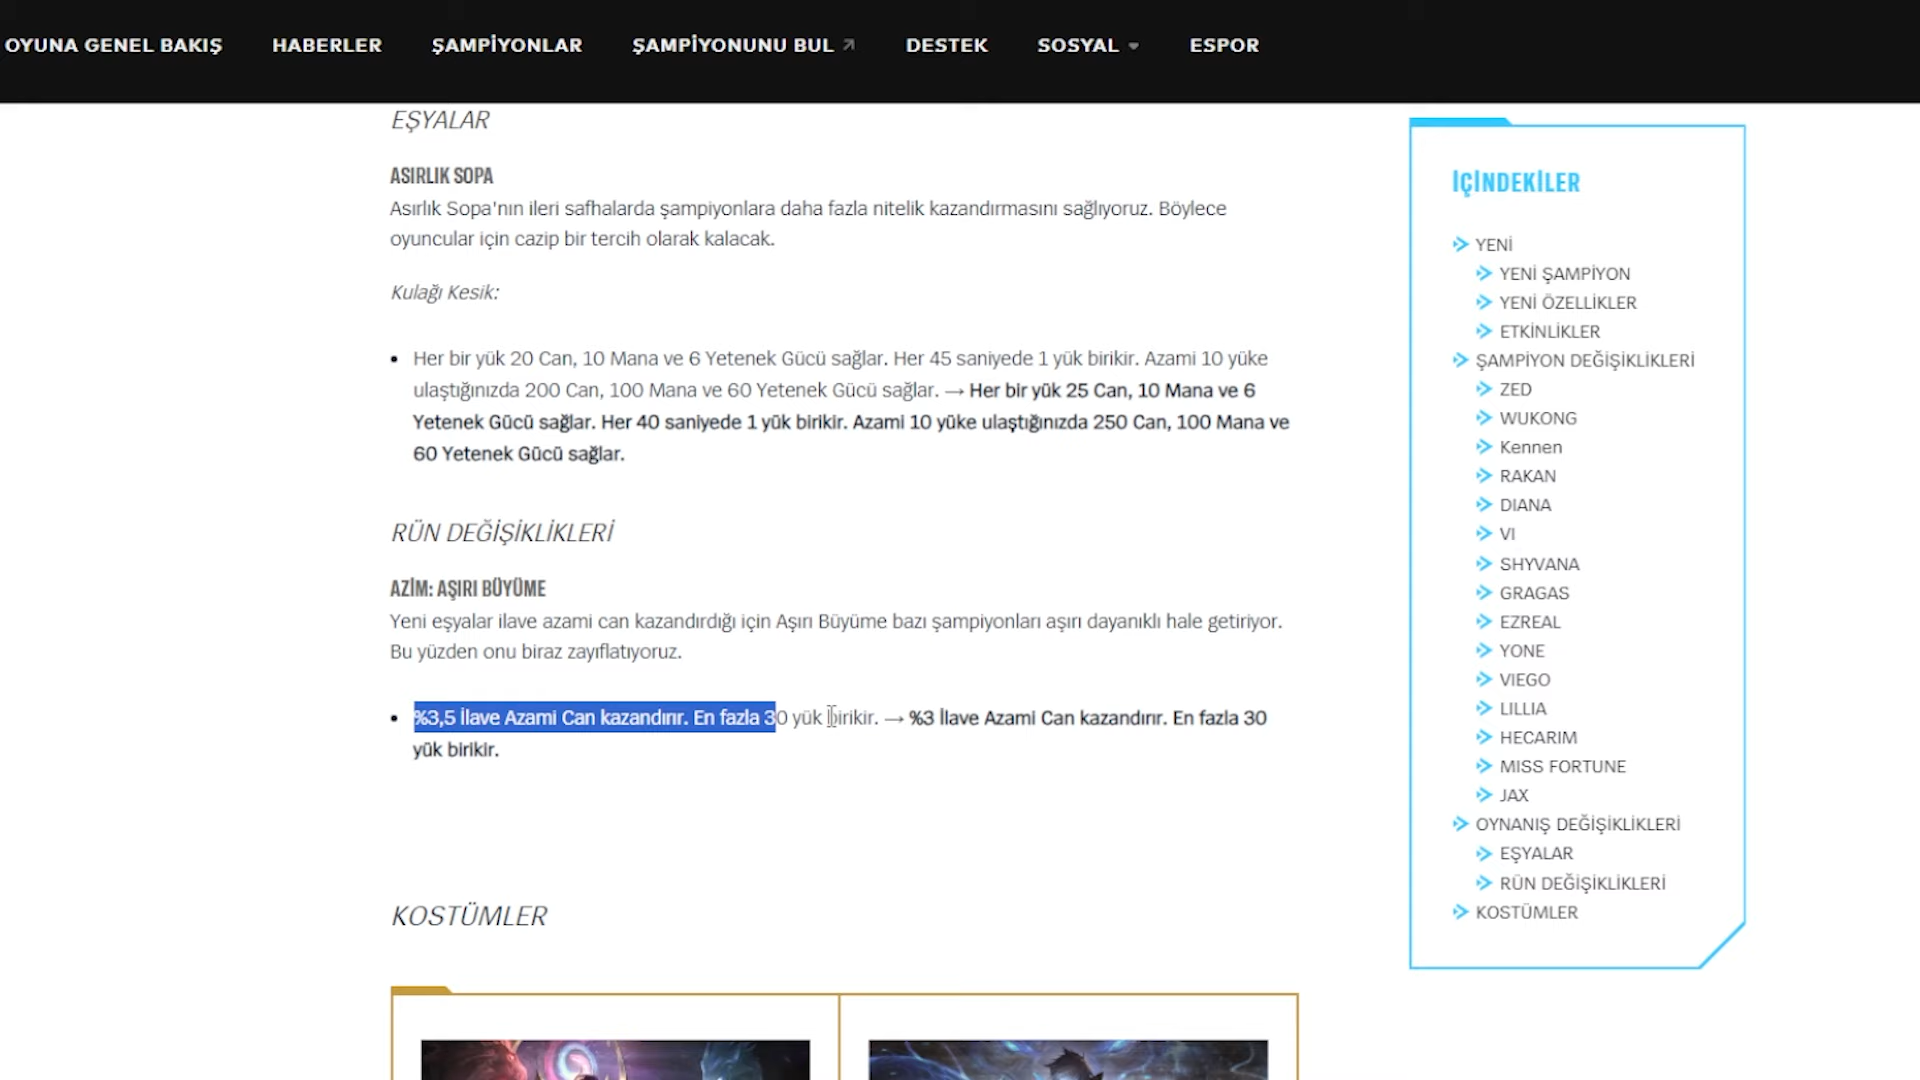 OYUNA GENEL BAKIŞ HABERLER ŞAMPİYONLAR ŞAMPİYONUNU BUL DESTEK SOSYAL ESPOR
EŞYALAR
ASIRLIK SOPA
Asırlık Sopa'nın ileri safhalarda şampiyonlara daha fazla nitelik kazandırmasını sağlıyoruz. Böylece
oyuncular için cazip bir tercih olarak kalacak.
Kulağı Kesik:
• Her bir yük 20 Can, 10 Mana ve 6 Yetenek Gücü sağlar. Her 45 saniyede 1 yük birikir. Azami 10 yüke
ulaştığınızda 200 Can, 100 Mana ve 60 Yetenek Gücü sağlar. → Her bir yük 25 Can, 10 Mana ve 6
Yetenek Gücü sağlar. Her 40 saniyede 1 yük birikir. Azami 10 yüke ulaştığınızda 250 Can, 100 Mana ve
60 Yetenek Gücü sağlar.
RÜN DEĞİŞİKLİKLERİ
AZİM: AŞIRI BÜYÜME
Yeni eşyalar ilave azami can kazandırdığı için Aşırı Büyüme bazı şampiyonları aşırı dayanıklı hale getiriyor.
Bu yüzden onu biraz zayıflatıyoruz.
• %3,5 İlave Azami Can kazandırır. En fazla 30 yük birikir. → %3 İlave Azami Can kazandırır. En fazla 30
yük birikir.
KOSTÜMLER
İÇİNDEKİLER
YENİ
YENİ ŞAMPİYON
YENİ ÖZELLİKLER
ETKİNLİKLER
ŞAMPİYON DEĞİŞİKLİKLERİ
ZED
WUKONG
Kennen
RAKAN
DIANA
VI
SHYVANA
GRAGAS
EZREAL
YONE
VIEGO
LILLIA
HECARIM
MISS FORTUNE
JAX
OYNANIŞ DEĞİŞİKLİKLERİ
EŞYALAR
RÜN DEĞİŞİKLİKLERİ
KOSTÜMLER